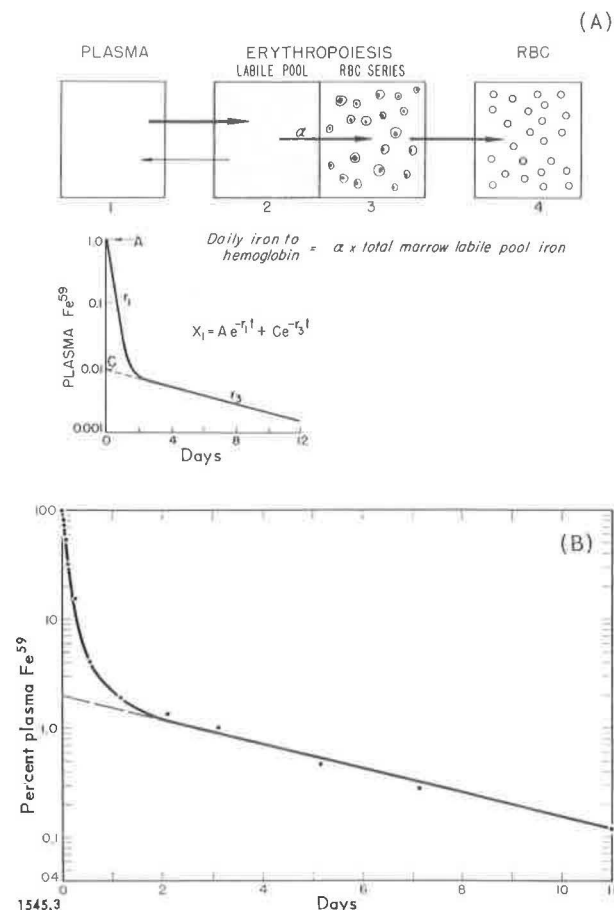 (A)
PLASMA ERYTHROPOIESIS RBC
LABILE POOL RBC SERIES
α
1 2 3 4
Daily iron to hemoglobin = α x total marrow labile pool iron
1.0 A
r₁
0.1
X₁ = A e^-r₁t + Ce^-r₃t
PLASMA Fe⁵⁹
C
0.01
r₃
0.001
0 4 8 12
Days
(B)
100
10
Percent plasma Fe⁵⁹
1.0
0.1
04
0 2 4 6 8 10 11
1545.3 Days